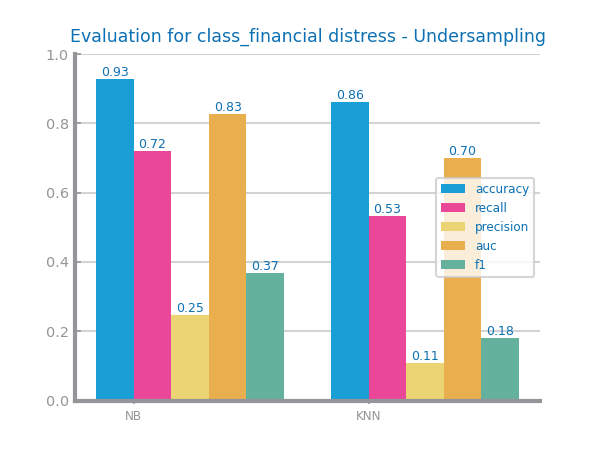 Evaluation for class_financial distress - Undersampling
1.0
0.8
0.6
0.4
0.2
0.0
0.93
0.72
0.25
0.83
0.37
0.86
0.53
0.11
0.70
0.18
accuracy
recall
precision
auc
f1
NB
KNN